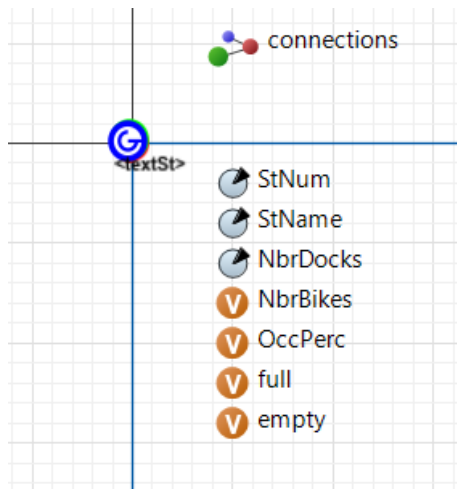 connections
<textSt>
StNum
StName
NbrDocks
V NbrBikes
V OccPerc
V full
V empty